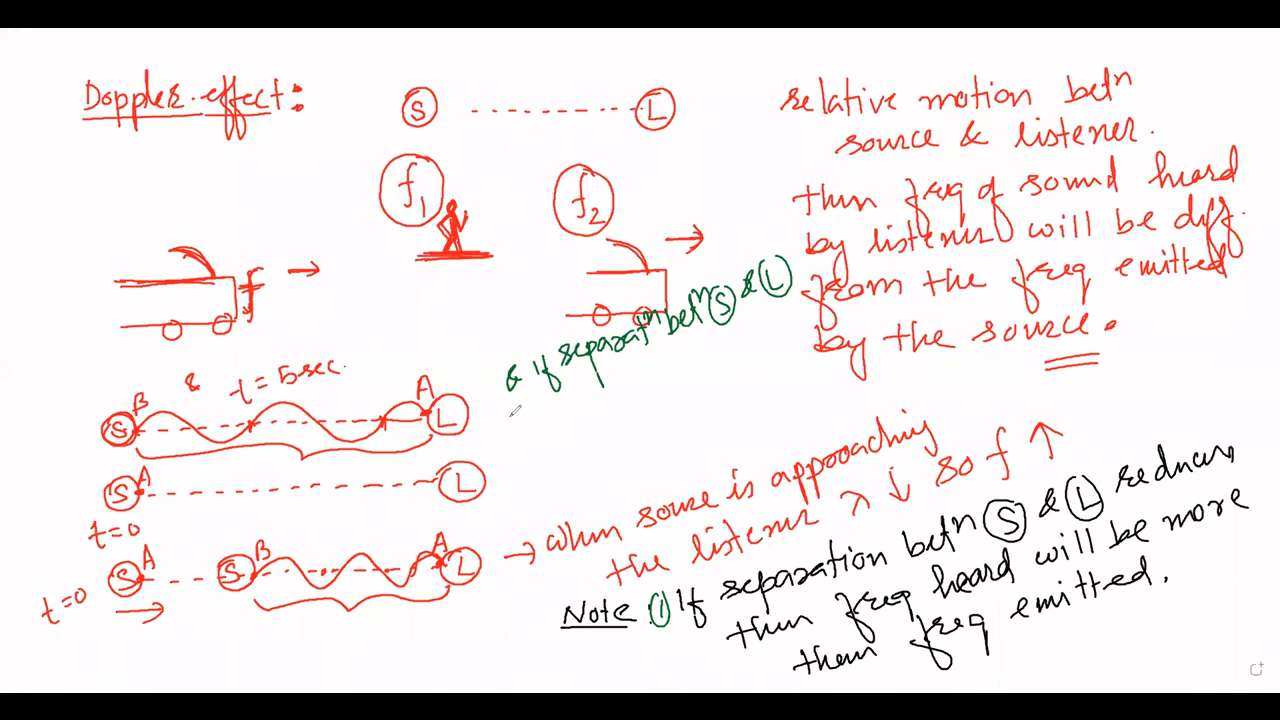 Doppler effect:
S L
relative motion betn
source & listener.
then freq of sound heard
by listener will be diff.
from the freq emitted
by the source.
f1
f2
f
& if separatn betn S & L
& t = 5sec.
B A
S L
A
S L
t=0
A B A
S S L
t=0
→ When source is approaching
the listener λ ↓ so f ↑
Note ① If separation betn S & L reduces,
then freq heard will be more
them freq emitted.